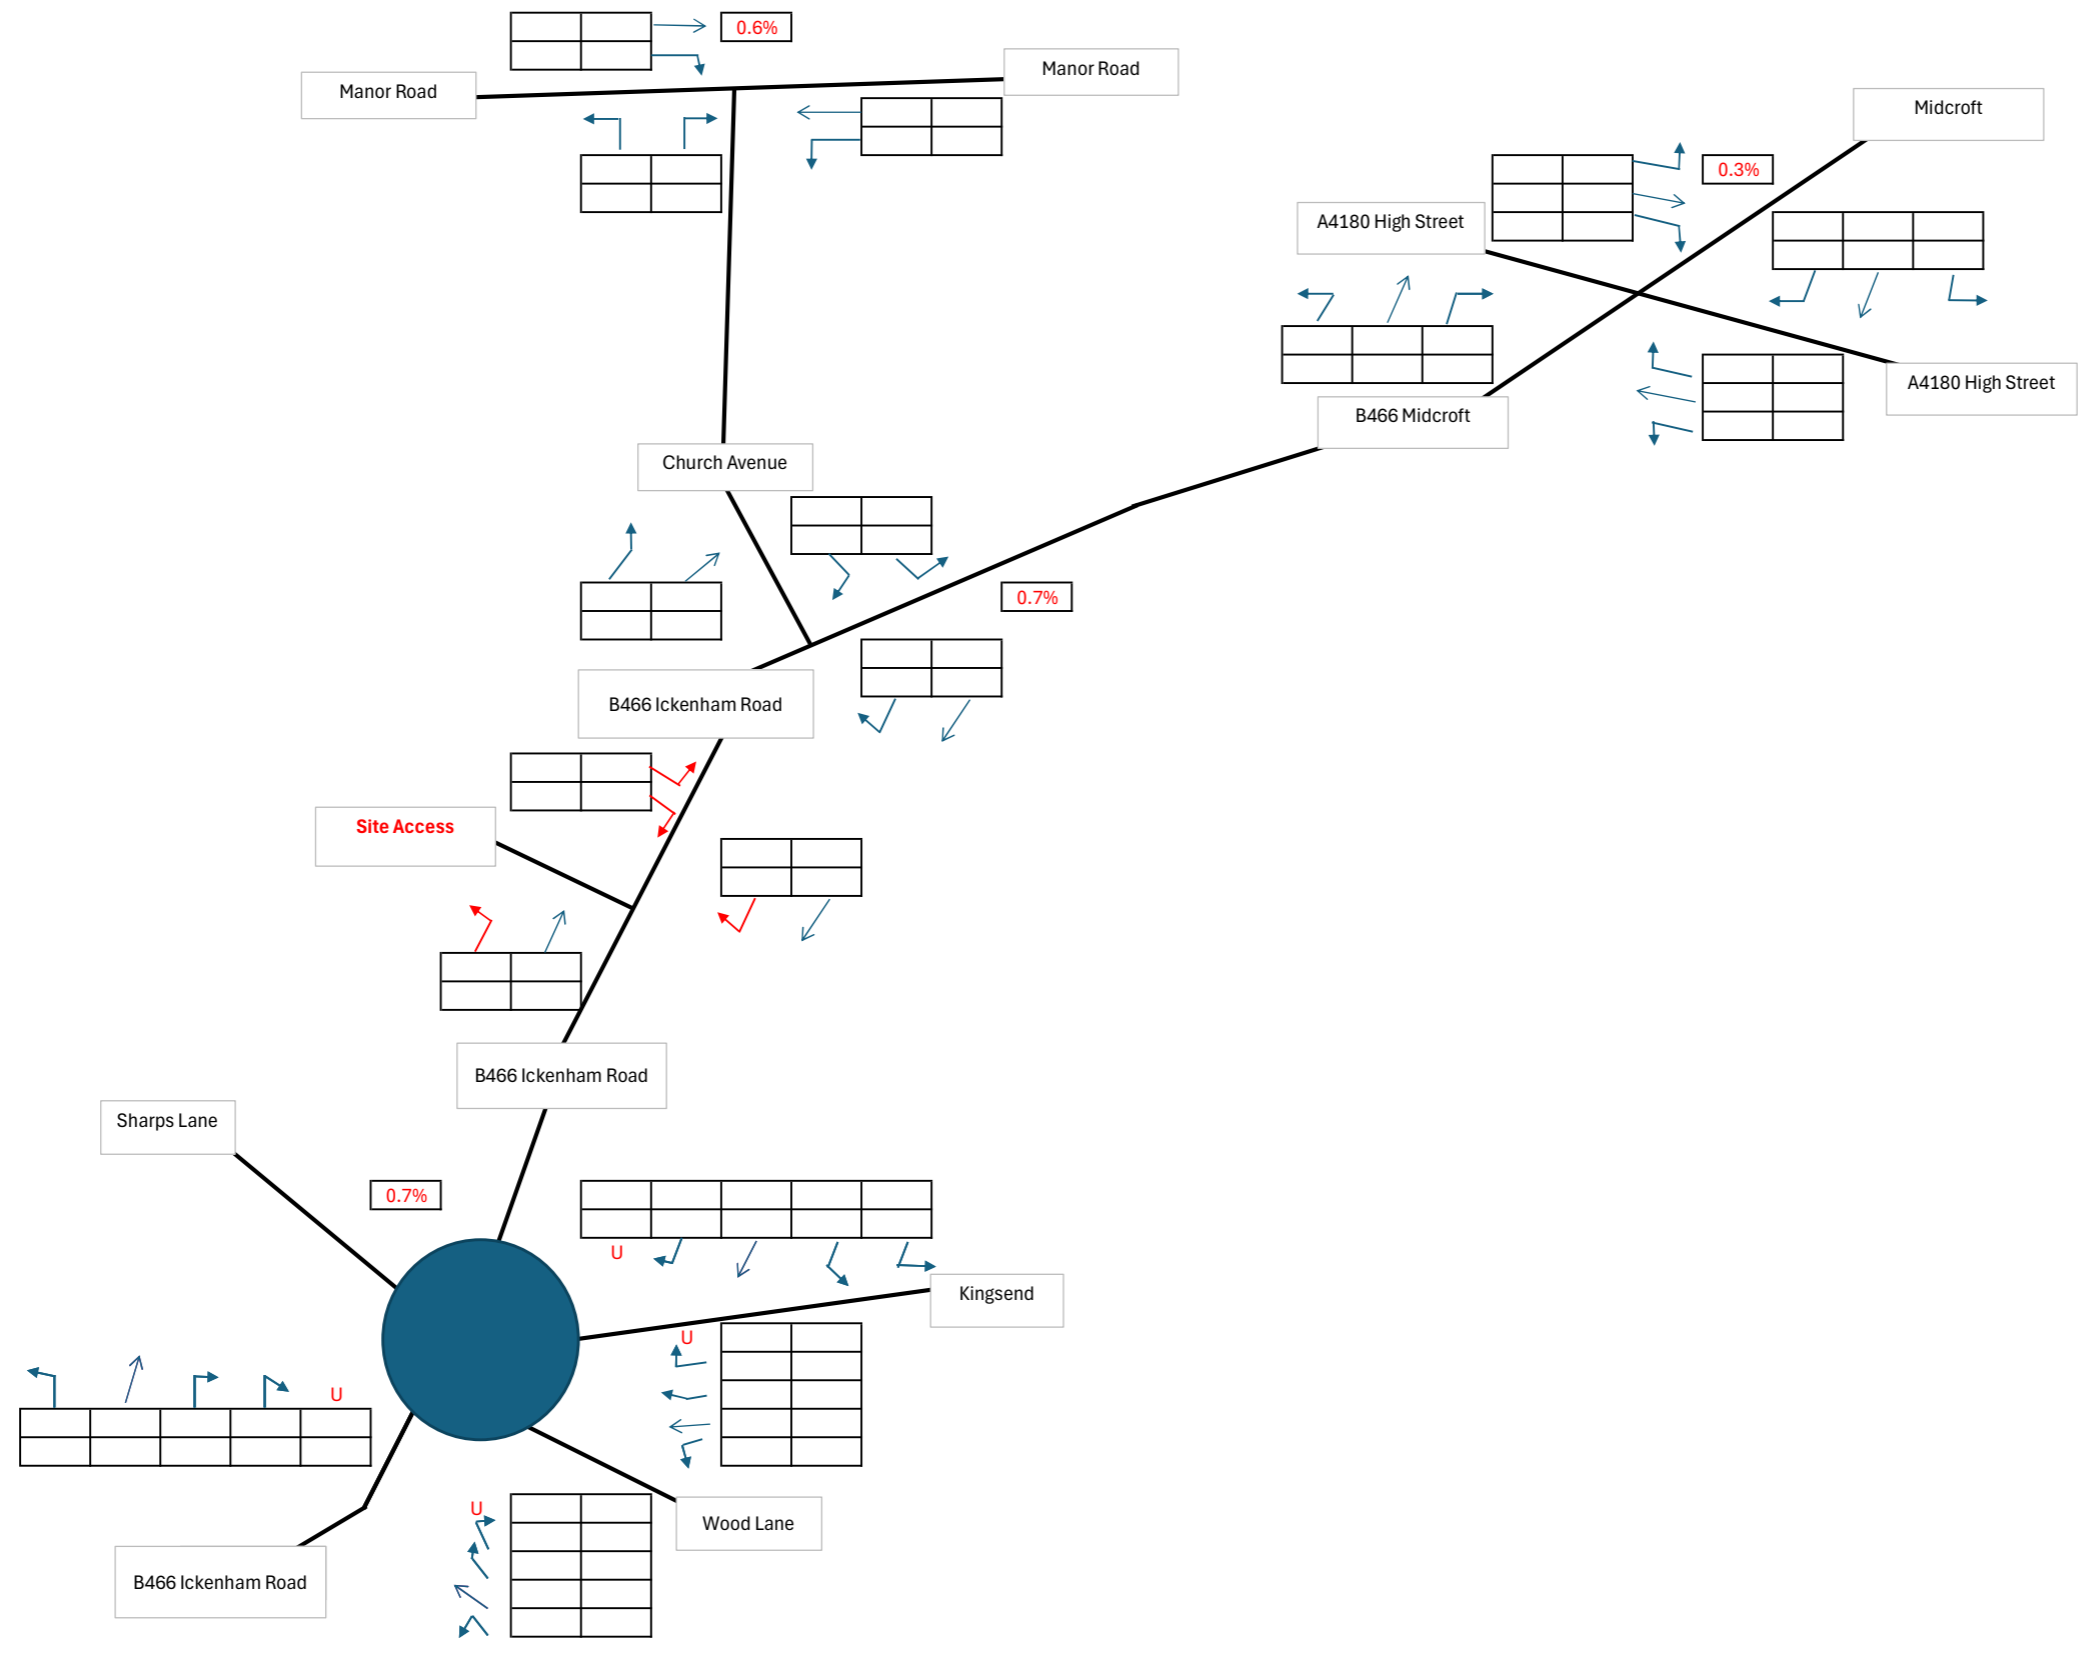 0.6%
Manor Road
Manor Road
Midcroft
0.3%
A4180 High Street
A4180 High Street
B466 Midcroft
Church Avenue
0.7%
B466 Ickenham Road
Site Access
B466 Ickenham Road
Sharps Lane
0.7%
U
Kingsend
U
U
U
Wood Lane
B466 Ickenham Road